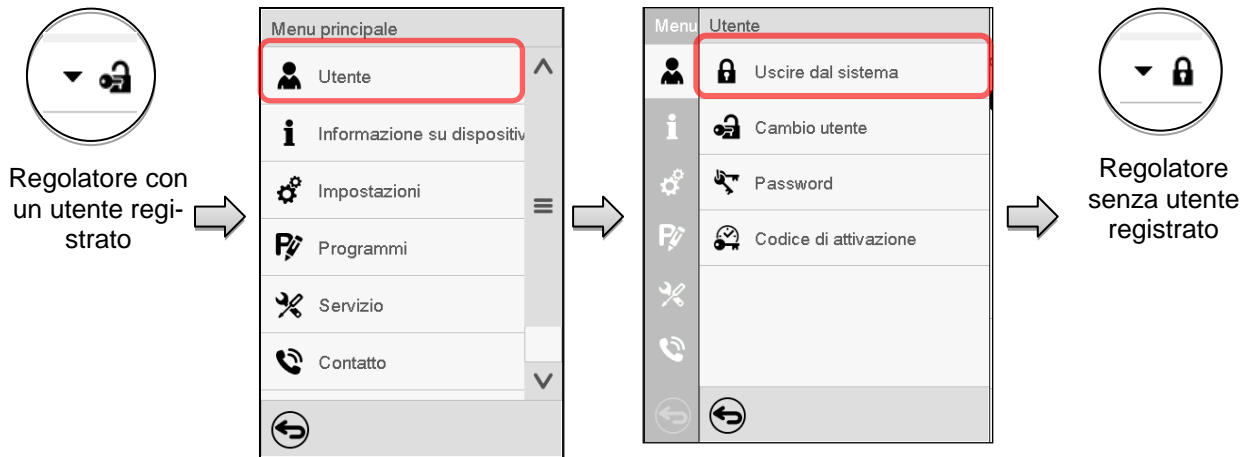 Regolatore con
un utente regi-
strato
Menu principale
Utente
Informazione su dispositiv
Impostazioni
Programmi
Servizio
Contatto
Menu
Utente
Uscire dal sistema
Cambio utente
Password
Codice di attivazione
Regolatore
senza utente
registrato